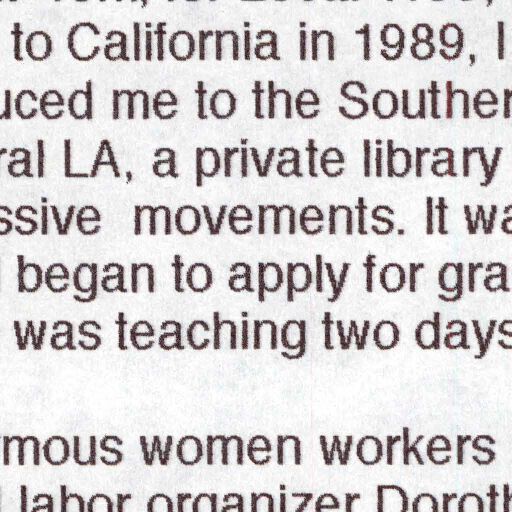 to California in 1989, I
uced me to the Souther
ral LA, a private library
ssive movements. It wa
began to apply for gra
was teaching two days
mous women workers
labor organizer Doroth